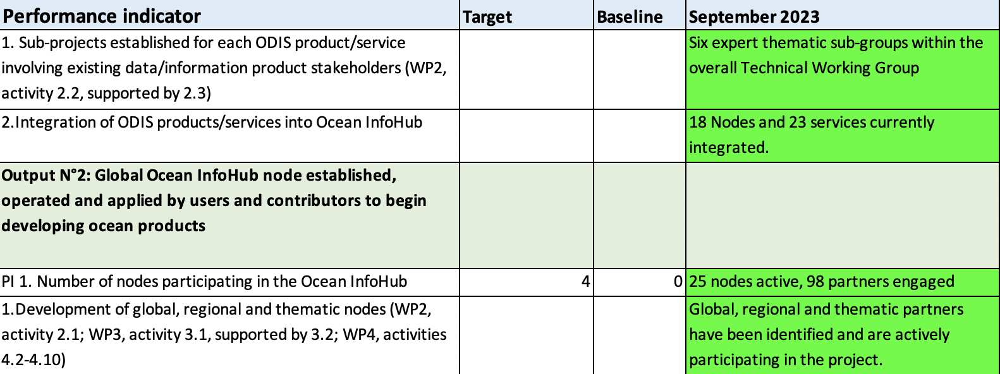 Performance indicator Target Baseline September 2023
1. Sub-projects established for each ODIS product/service
involving existing data/information product stakeholders (WP2,
activity 2.2, supported by 2.3)
Six expert thematic sub-groups within the
overall Technical Working Group
2.Integration of ODIS products/services into Ocean InfoHub
18 Nodes and 23 services currently
integrated.
Output N°2: Global Ocean InfoHub node established,
operated and applied by users and contributors to begin
developing ocean products
PI 1. Number of nodes participating in the Ocean InfoHub 4 0 25 nodes active, 98 partners engaged
1.Development of global, regional and thematic nodes (WP2,
activity 2.1; WP3, activity 3.1, supported by 3.2; WP4, activities
4.2-4.10)
Global, regional and thematic partners
have been identified and are actively
participating in the project.